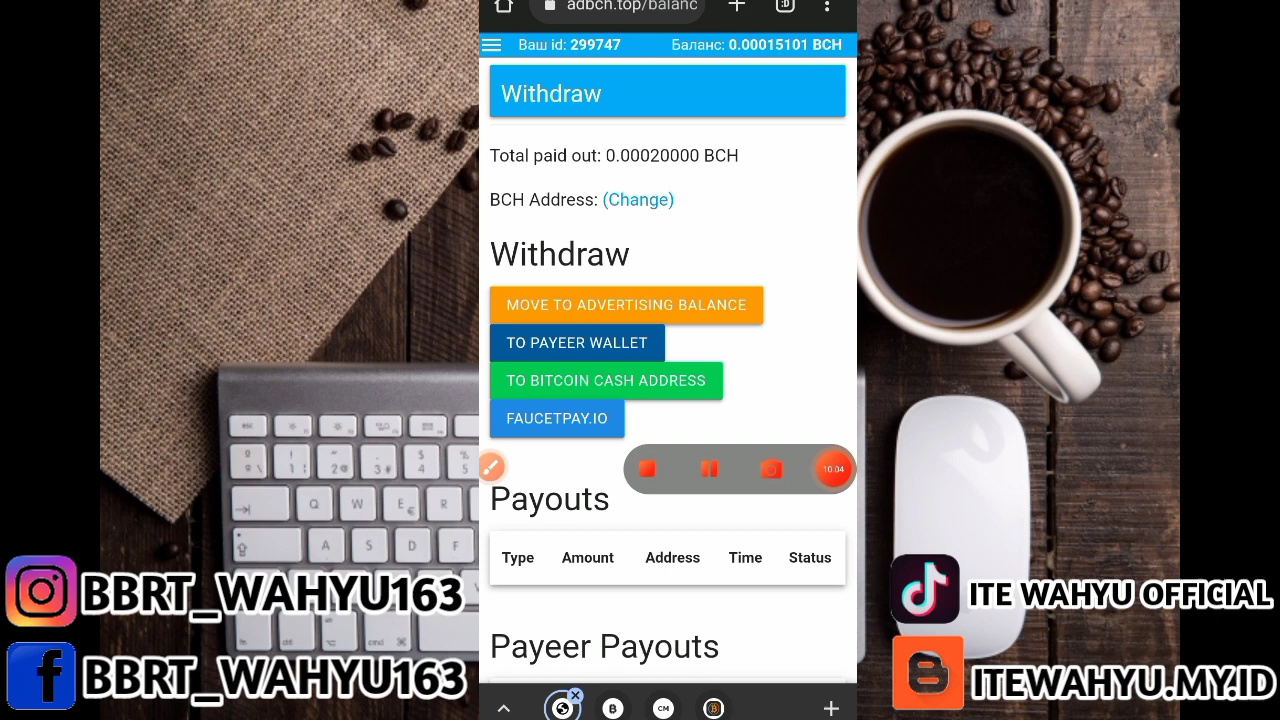 adbch.top/balanc
:D
Ваш id: 299747
Баланс: 0.00015101 BCH
Withdraw
Total paid out: 0.00020000 BCH
BCH Address: (Change)
Withdraw
MOVE TO ADVERTISING BALANCE
TO PAYEER WALLET
TO BITCOIN CASH ADDRESS
FAUCETPAY.IO
10:04
Payouts
Type Amount Address Time Status
Payeer Payouts
CM
BBRT_WAHYU163
BBRT_WAHYU163
ITE WAHYU OFFICIAL
ITEWAHYU.MY.ID
esc
Q W E R
A S D F